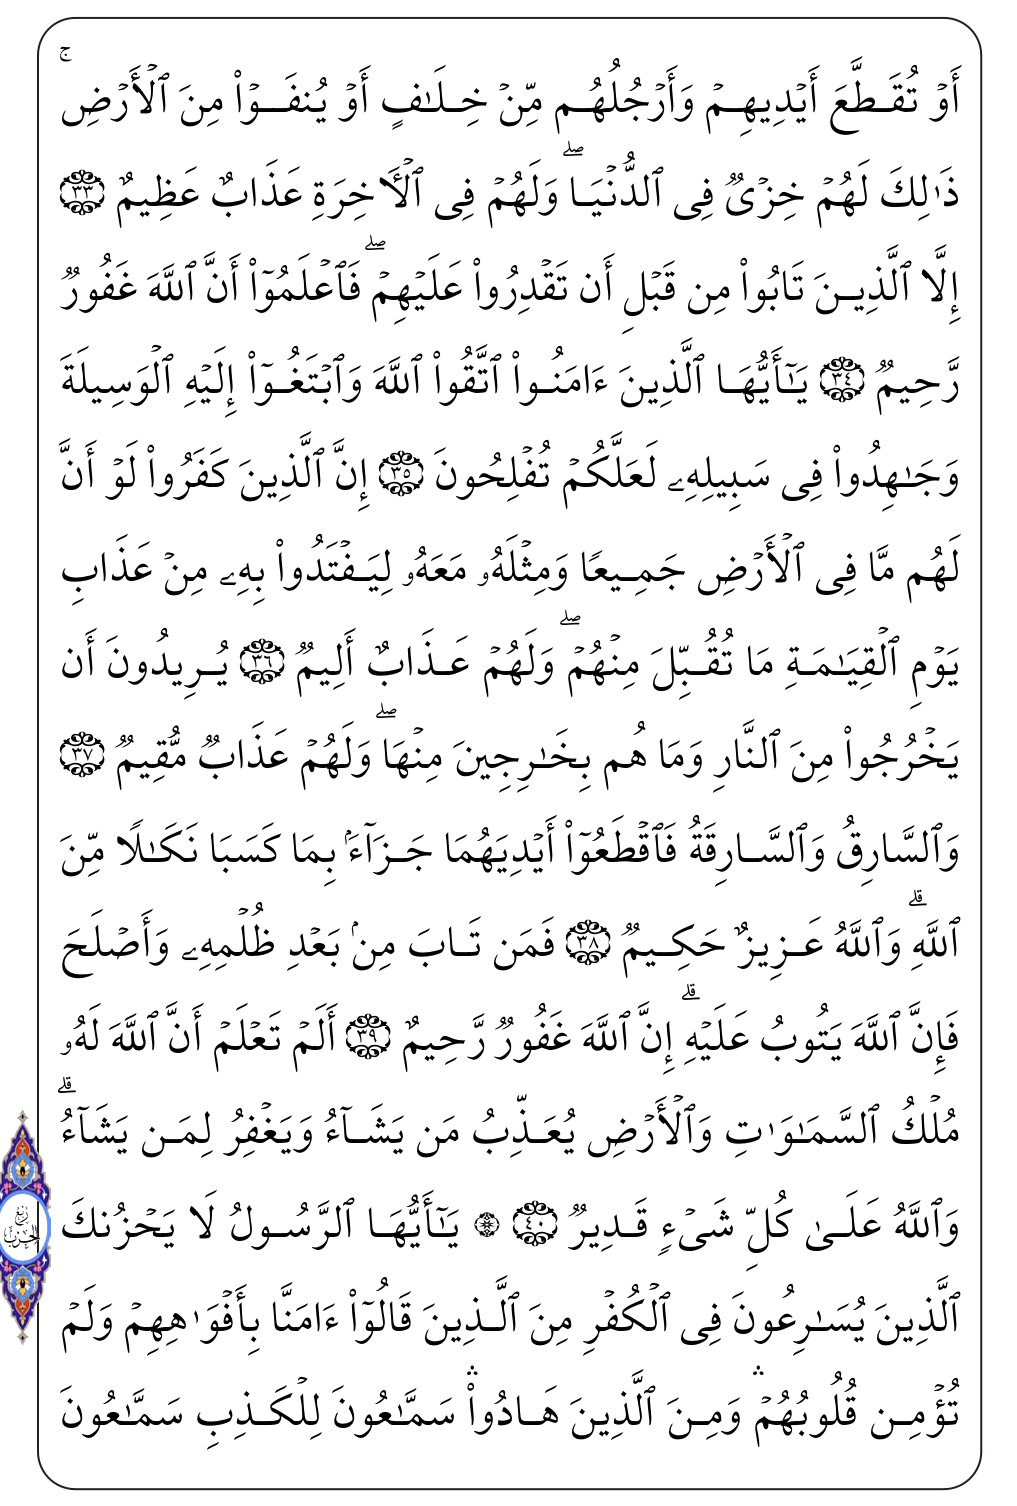 أَوۡ تُقَطَّعَ أَيۡدِيهِمۡ وَأَرۡجُلُهُم مِّنۡ خِلَٰفٍ أَوۡ يُنفَوۡاْ مِنَ ٱلۡأَرۡضِۚ
ذَٰلِكَ لَهُمۡ خِزۡيٞ فِي ٱلدُّنۡيَاۖ وَلَهُمۡ فِي ٱلۡأٓخِرَةِ عَذَابٌ عَظِيمٌ ٣٣
إِلَّا ٱلَّذِينَ تَابُواْ مِن قَبۡلِ أَن تَقۡدِرُواْ عَلَيۡهِمۡۖ فَٱعۡلَمُوٓاْ أَنَّ ٱللَّهَ غَفُورٞ
رَّحِيمٞ ٣٤ يَٰٓأَيُّهَا ٱلَّذِينَ ءَامَنُواْ ٱتَّقُواْ ٱللَّهَ وَٱبۡتَغُوٓاْ إِلَيۡهِ ٱلۡوَسِيلَةَ
وَجَٰهِدُواْ فِي سَبِيلِهِۦ لَعَلَّكُمۡ تُفۡلِحُونَ ٣٥ إِنَّ ٱلَّذِينَ كَفَرُواْ لَوۡ أَنَّ
لَهُم مَّا فِي ٱلۡأَرۡضِ جَمِيعٗا وَمِثۡلَهُۥ مَعَهُۥ لِيَفۡتَدُواْ بِهِۦ مِنۡ عَذَابِ
يَوۡمِ ٱلۡقِيَٰمَةِ مَا تُقُبِّلَ مِنۡهُمۡۖ وَلَهُمۡ عَذَابٌ أَلِيمٞ ٣٦ يُرِيدُونَ أَن
يَخۡرُجُواْ مِنَ ٱلنَّارِ وَمَا هُم بِخَٰرِجِينَ مِنۡهَاۖ وَلَهُمۡ عَذَابٞ مُّقِيمٞ ٣٧
وَٱلسَّارِقُ وَٱلسَّارِقَةُ فَٱقۡطَعُوٓاْ أَيۡدِيَهُمَا جَزَآءَۢ بِمَا كَسَبَا نَكَٰلٗا مِّنَ
ٱللَّهِۗ وَٱللَّهُ عَزِيزٌ حَكِيمٞ ٣٨ فَمَن تَابَ مِنۢ بَعۡدِ ظُلۡمِهِۦ وَأَصۡلَحَ
فَإِنَّ ٱللَّهَ يَتُوبُ عَلَيۡهِۗ إِنَّ ٱللَّهَ غَفُورٞ رَّحِيمٌ ٣٩ أَلَمۡ تَعۡلَمۡ أَنَّ ٱللَّهَ لَهُۥ
مُلۡكُ ٱلسَّمَٰوَٰتِ وَٱلۡأَرۡضِ يُعَذِّبُ مَن يَشَآءُ وَيَغۡفِرُ لِمَن يَشَآءُۗ
وَٱللَّهُ عَلَىٰ كُلِّ شَيۡءٖ قَدِيرٞ ٤٠ ۞ يَٰٓأَيُّهَا ٱلرَّسُولُ لَا يَحۡزُنكَ
ٱلَّذِينَ يُسَٰرِعُونَ فِي ٱلۡكُفۡرِ مِنَ ٱلَّذِينَ قَالُوٓاْ ءَامَنَّا بِأَفۡوَٰهِهِمۡ وَلَمۡ
تُؤۡمِن قُلُوبُهُمۡۛ وَمِنَ ٱلَّذِينَ هَادُواْۛ سَمَّٰعُونَ لِلۡكَذِبِ سَمَّٰعُونَ
ربع
الحزب